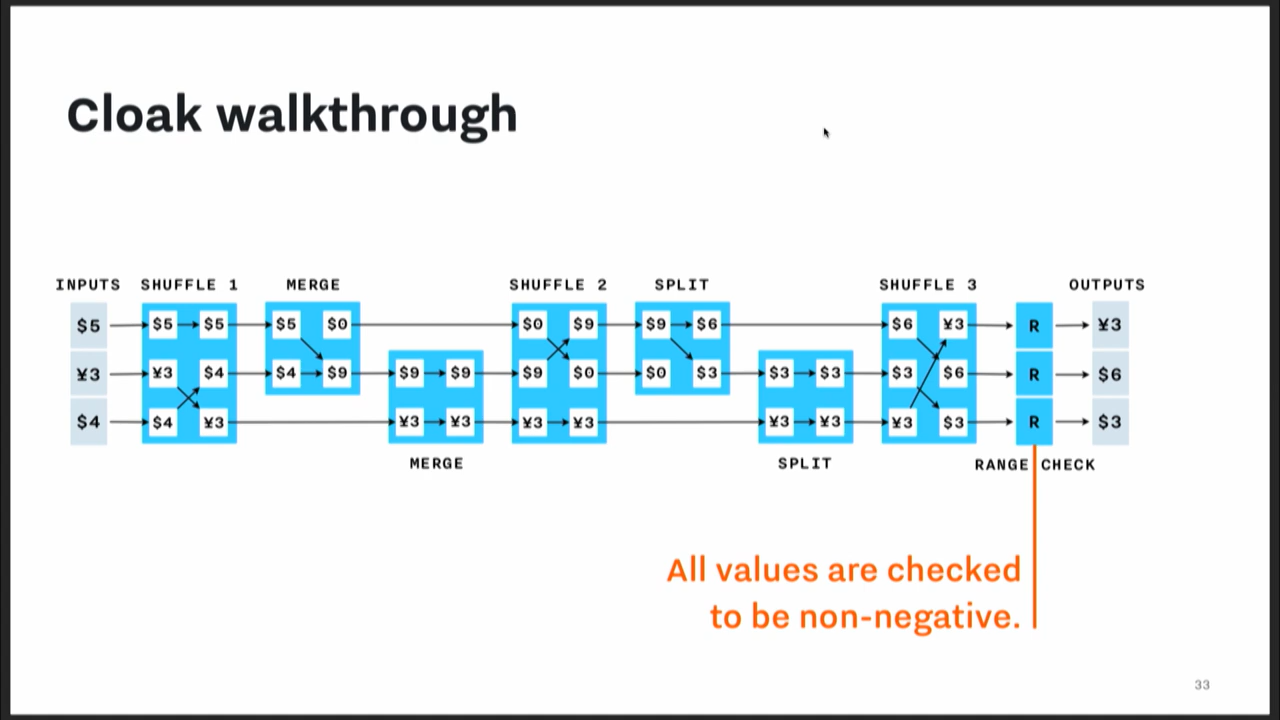 Cloak walkthrough
INPUTS SHUFFLE 1 MERGE SHUFFLE 2 SPLIT SHUFFLE 3 OUTPUTS
$5 $5 $5 $5 $0 $0 $9 $9 $6 $6 ¥3 R ¥3
¥3 ¥3 $4 $4 $9 $9 $9 $9 $0 $0 $3 $3 $3 $3 $6 R $6
$4 $4 ¥3 ¥3 ¥3 ¥3 ¥3 ¥3 ¥3 ¥3 $3 R $3
MERGE SPLIT RANGE CHECK
All values are checked
to be non-negative.
33